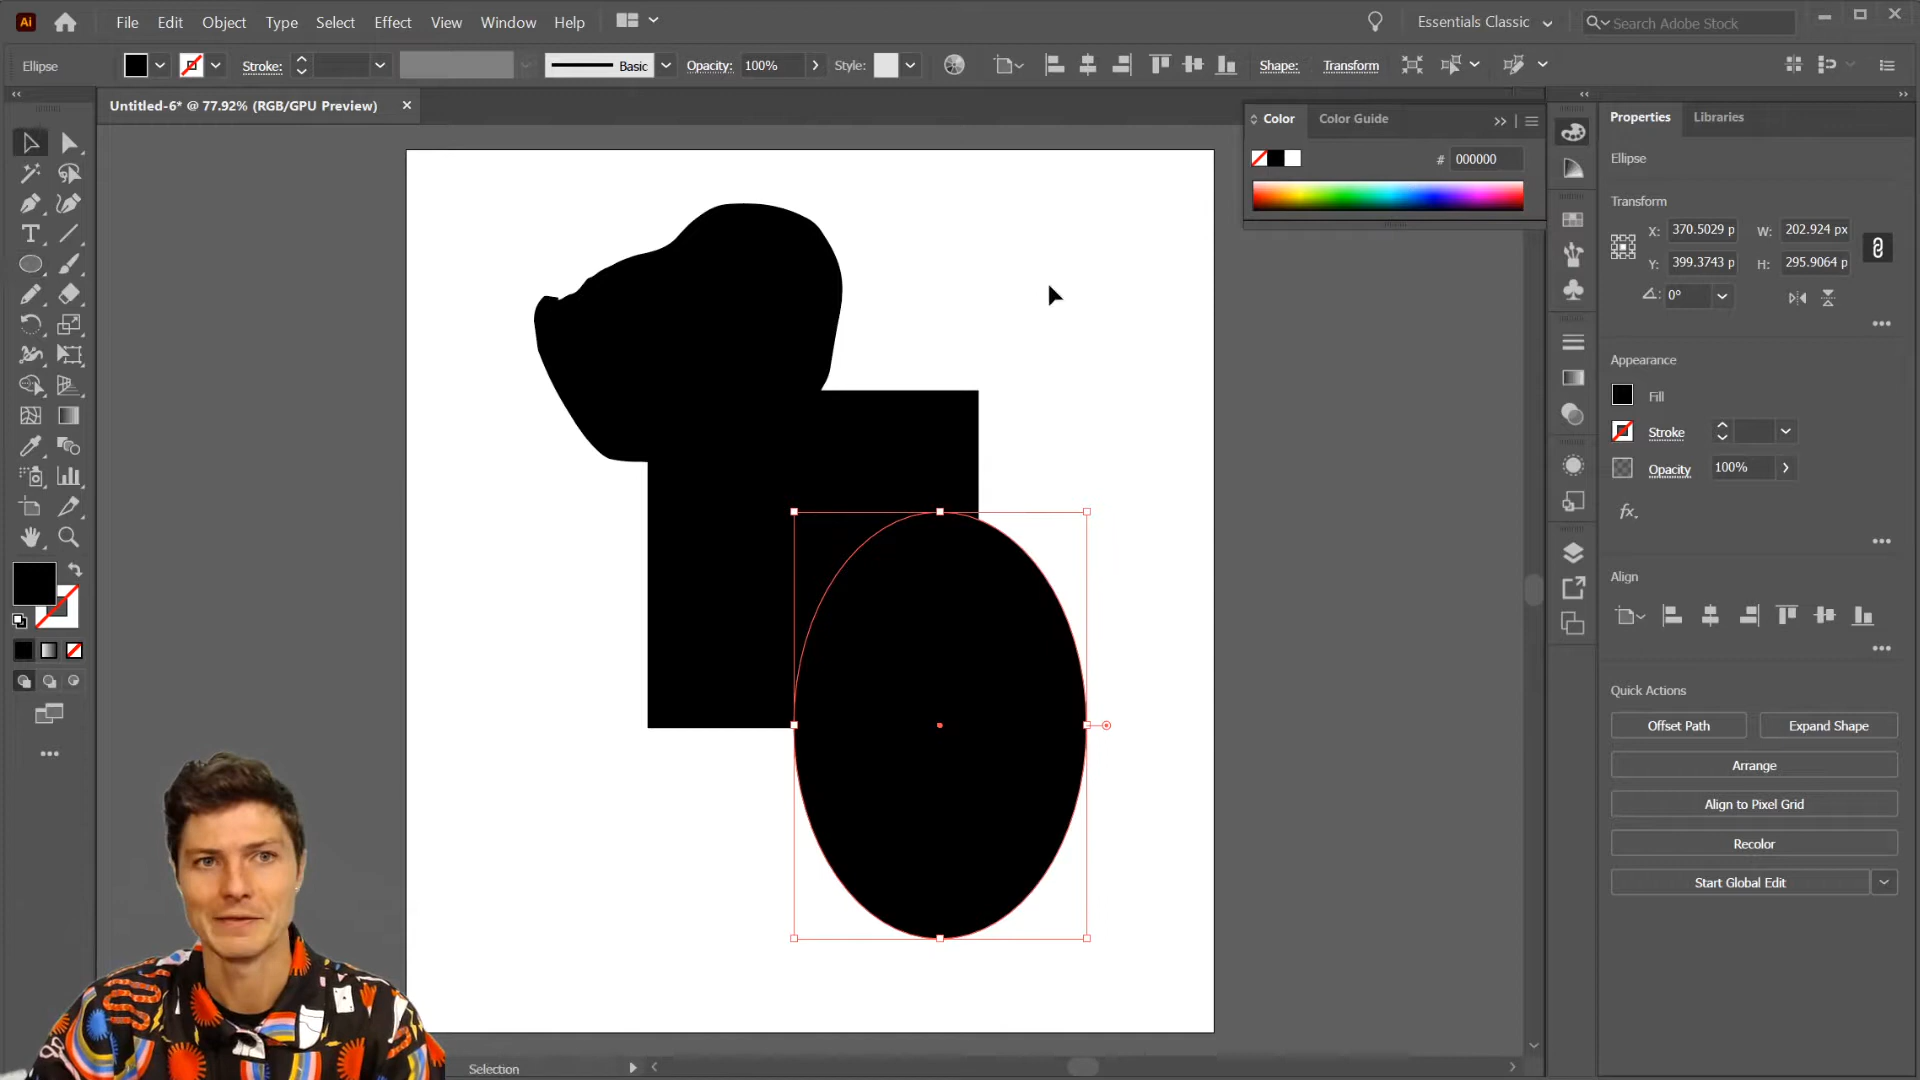 Ai File Edit Object Type Select Effect View Window Help Essentials Classic Search Adobe Stock
Ellipse Stroke: Basic Opacity: 100% Style: Shape: Transform
Untitled-6* @ 77.92% (RGB/GPU Preview)
Color Color Guide
# 000000
Properties Libraries
Ellipse
Transform
X: 370.5029 p W: 202.924 px
Y: 399.3743 p H: 295.9064 p
0°
Appearance
Fill
Stroke
Opacity 100%
fx.
Align
Quick Actions
Offset Path Expand Shape
Arrange
Align to Pixel Grid
Recolor
Start Global Edit
Selection